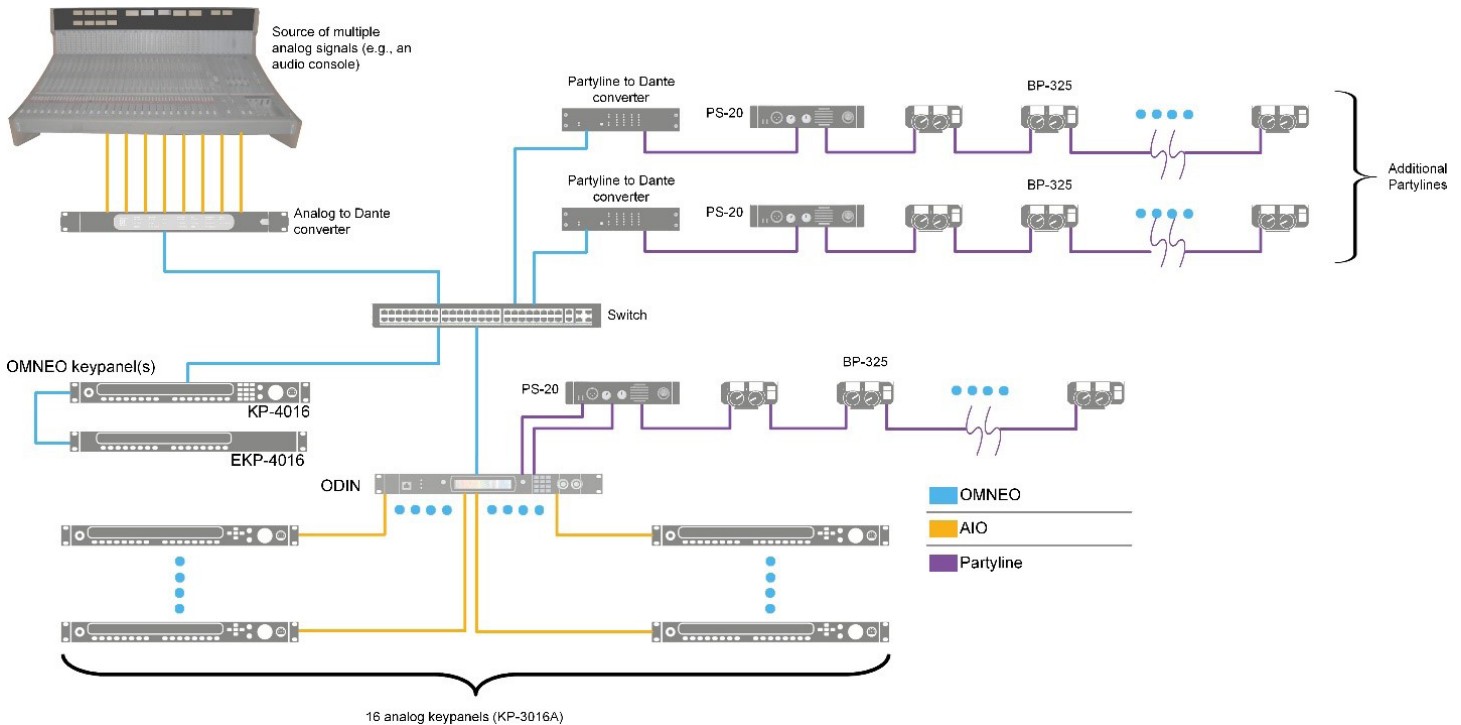 Source of multiple
analog signals (e.g., an
audio console)
Partyline to Dante
converter
PS-20
BP-325
Additional
Partylines
Partyline to Dante
converter
PS-20
BP-325
Analog to Dante
converter
Switch
OMNEO keypanel(s)
KP-4016
EKP-4016
PS-20
BP-325
ODIN
OMNEO
AIO
Partyline
16 analog keypanels (KP-3016A)